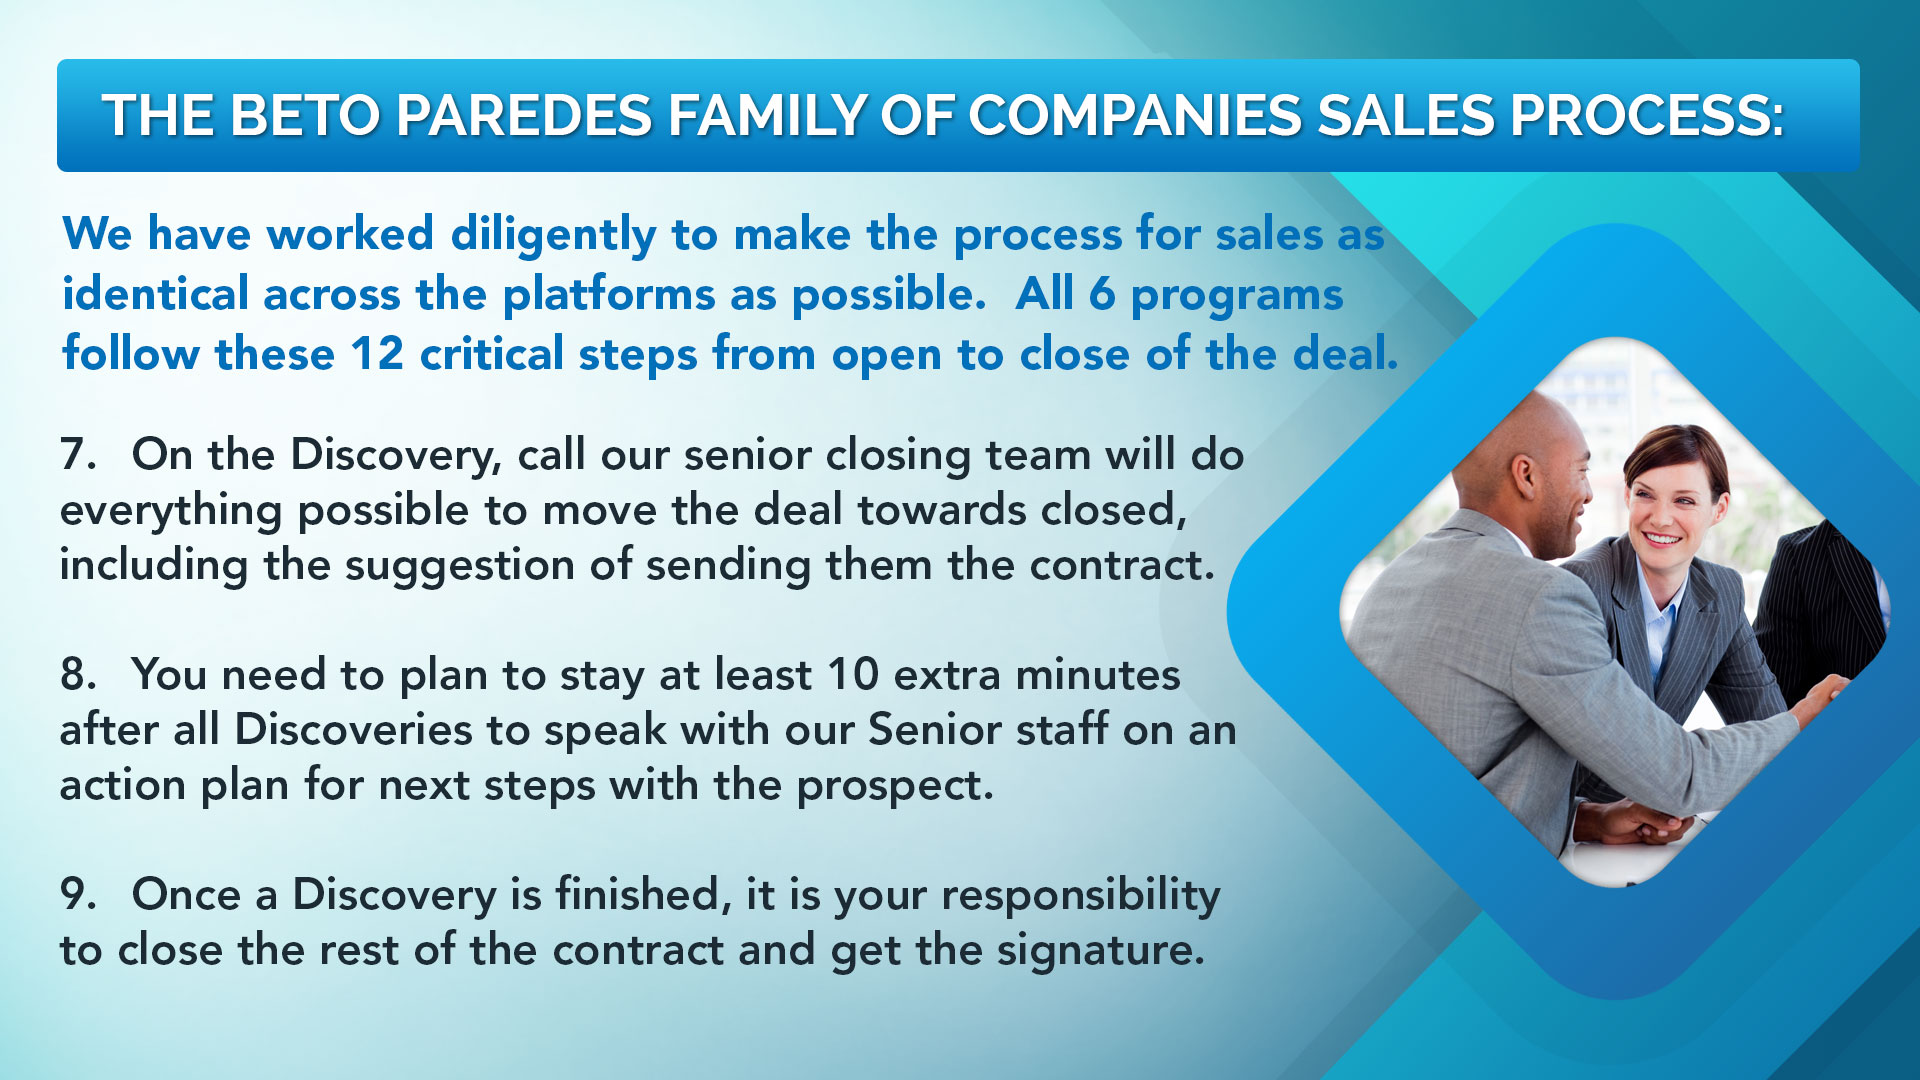 THE BETO PAREDES FAMILY OF COMPANIES SALES PROCESS:
We have worked diligently to make the process for sales as
identical across the platforms as possible.  All 6 programs
follow these 12 critical steps from open to close of the deal.
7.  On the Discovery, call our senior closing team will do
everything possible to move the deal towards closed,
including the suggestion of sending them the contract.
8.  You need to plan to stay at least 10 extra minutes
after all Discoveries to speak with our Senior staff on an
action plan for next steps with the prospect.
9.  Once a Discovery is finished, it is your responsibility
to close the rest of the contract and get the signature.